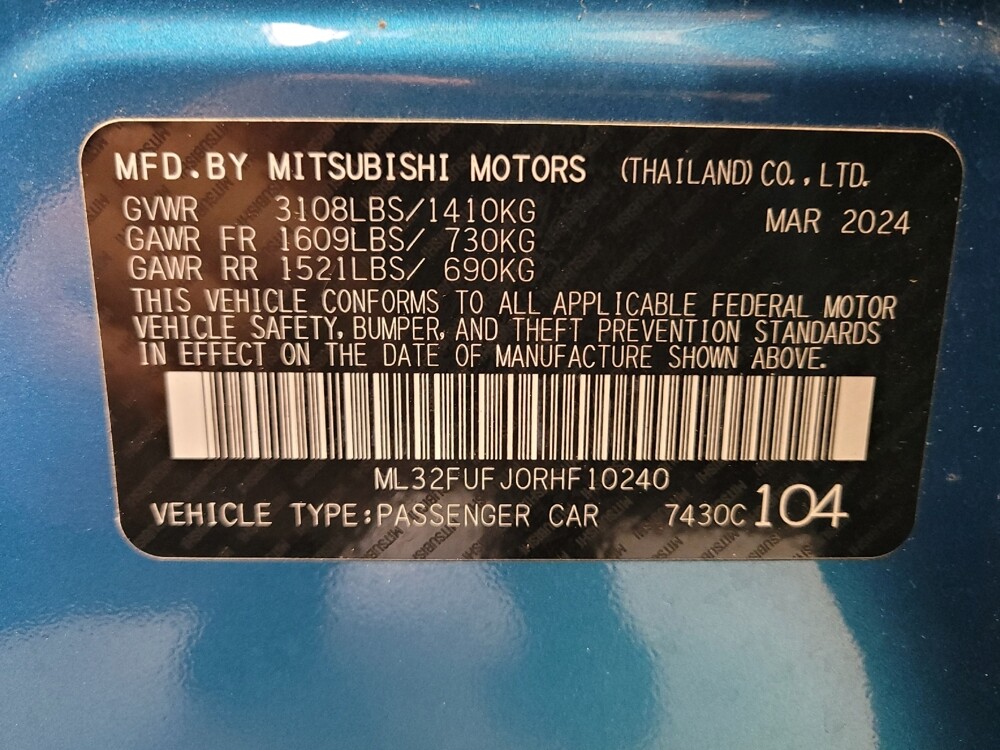 MFD.BY MITSUBISHI MOTORS (THAILAND) CO., LTD.
GVWR 3108LBS/1410KG MAR 2024
GAWR FR 1609LBS/ 730KG
GAWR RR 1521LBS/ 690KG
THIS VEHICLE CONFORMS TO ALL APPLICABLE FEDERAL MOTOR
VEHICLE SAFETY, BUMPER, AND THEFT PREVENTION STANDARDS
IN EFFECT ON THE DATE OF MANUFACTURE SHOWN ABOVE.
ML32FUFJ0RHF10240
VEHICLE TYPE:PASSENGER CAR 7430C 104